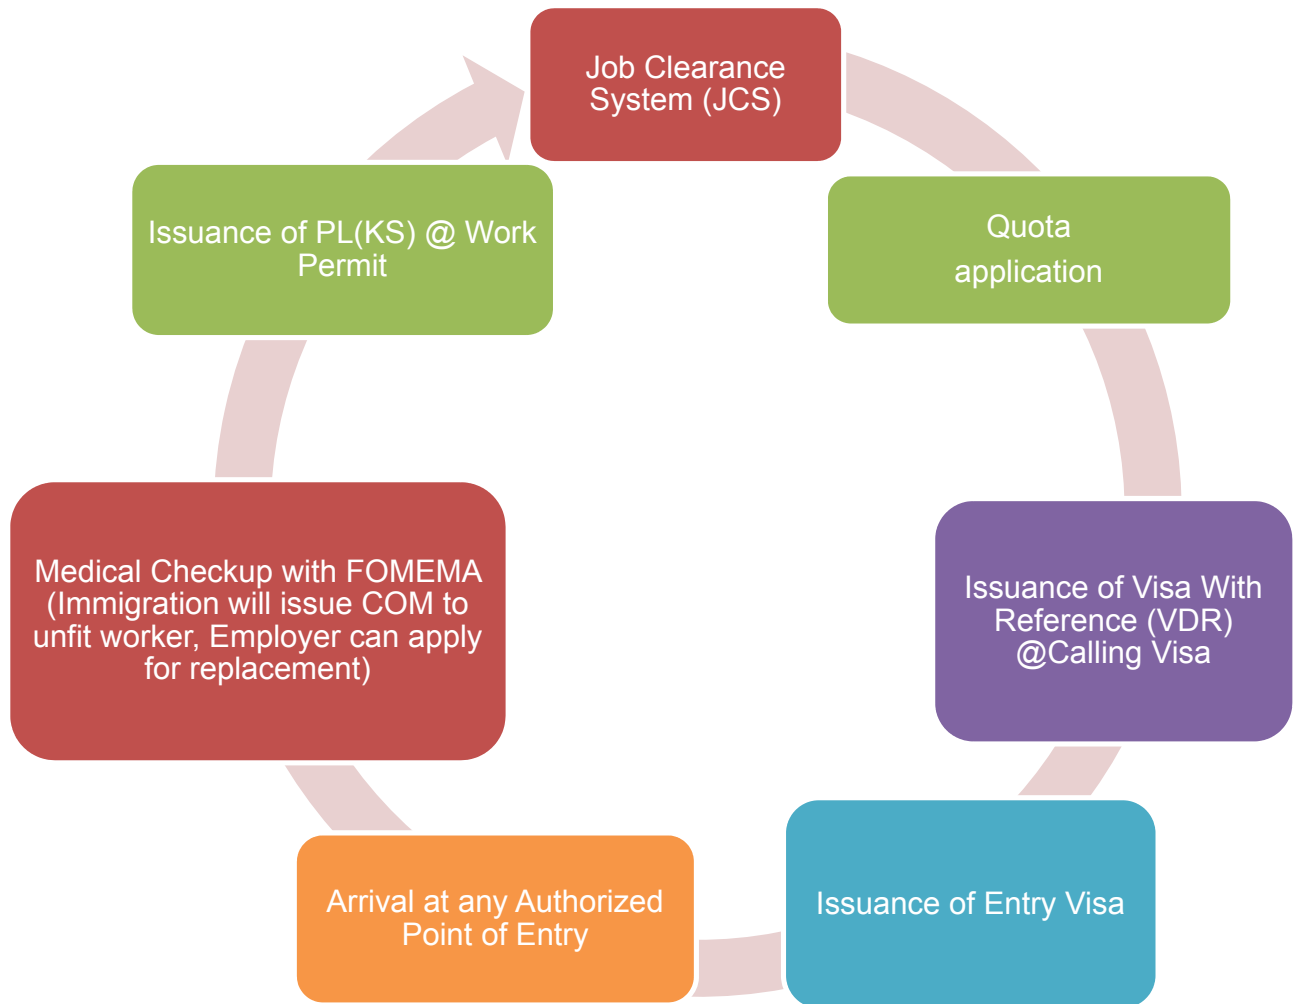 Job Clearance
System (JCS)
Quota
application
Issuance of Visa With
Reference (VDR)
@Calling Visa
Issuance of Entry Visa
Arrival at any Authorized
Point of Entry
Medical Checkup with FOMEMA
(Immigration will issue COM to
unfit worker, Employer can apply
for replacement)
Issuance of PL(KS) @ Work
Permit